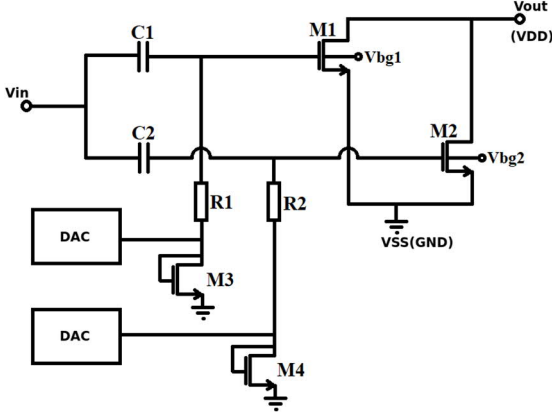 Vout
(VDD)
M1
C1
Vbg1
Vin
C2
M2
Vbg2
R1
R2
DAC
VSS(GND)
M3
DAC
M4